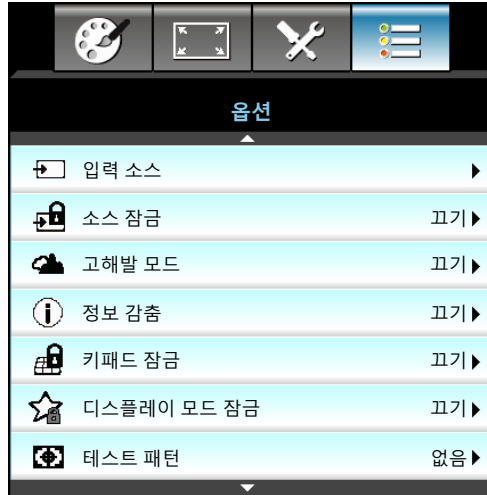 옵션
입력 소스
소스 잠금 끄기
고해발 모드 끄기
정보 감춤 끄기
키패드 잠금 끄기
디스플레이 모드 잠금 끄기
테스트 패턴 없음